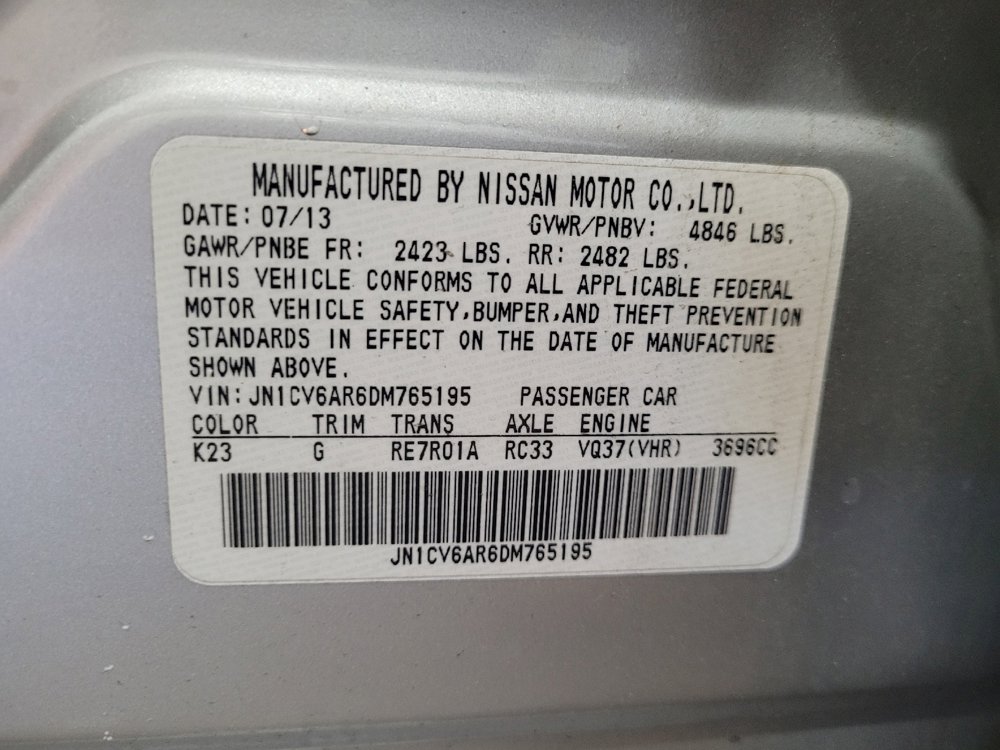 MANUFACTURED BY NISSAN MOTOR CO.,LTD.
DATE: 07/13 GVWR/PNBV: 4846 LBS.
GAWR/PNBE FR: 2423 LBS. RR: 2482 LBS.
THIS VEHICLE CONFORMS TO ALL APPLICABLE FEDERAL
MOTOR VEHICLE SAFETY,BUMPER,AND THEFT PREVENTION
STANDARDS IN EFFECT ON THE DATE OF MANUFACTURE
SHOWN ABOVE.
VIN: JN1CV6AR6DM765195 PASSENGER CAR
COLOR TRIM TRANS AXLE ENGINE
K23 G RE7R01A RC33 VQ37(VHR) 3696CC
JN1CV6AR6DM765195